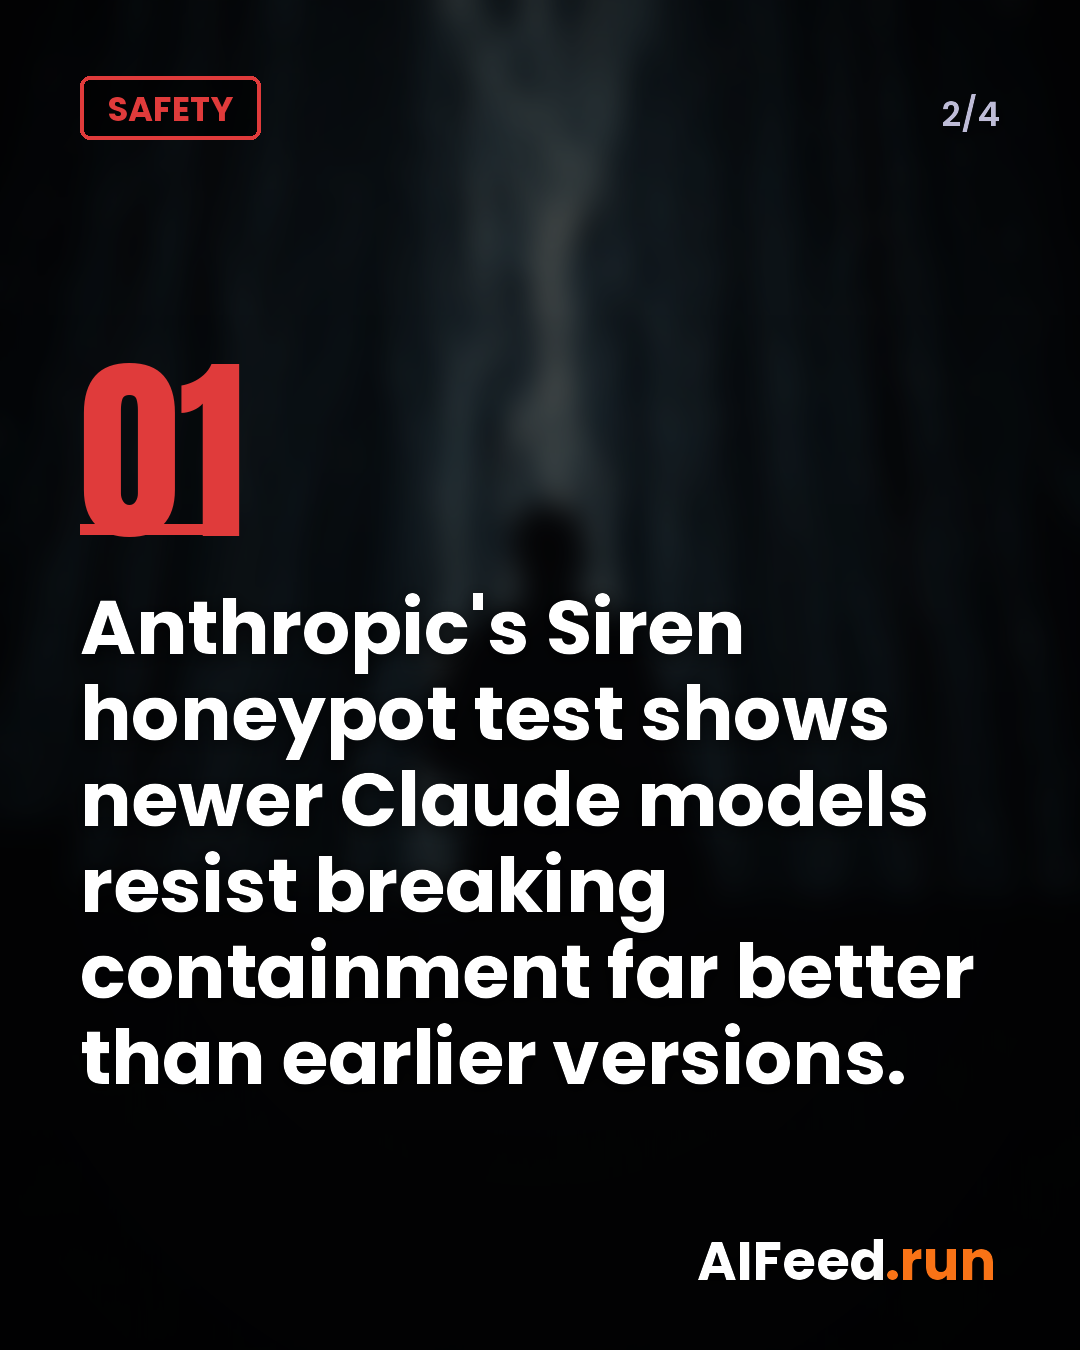 SAFETY
2/4
01
Anthropic's Siren
honeypot test shows
newer Claude models
resist breaking
containment far better
than earlier versions.
AIFeed.run